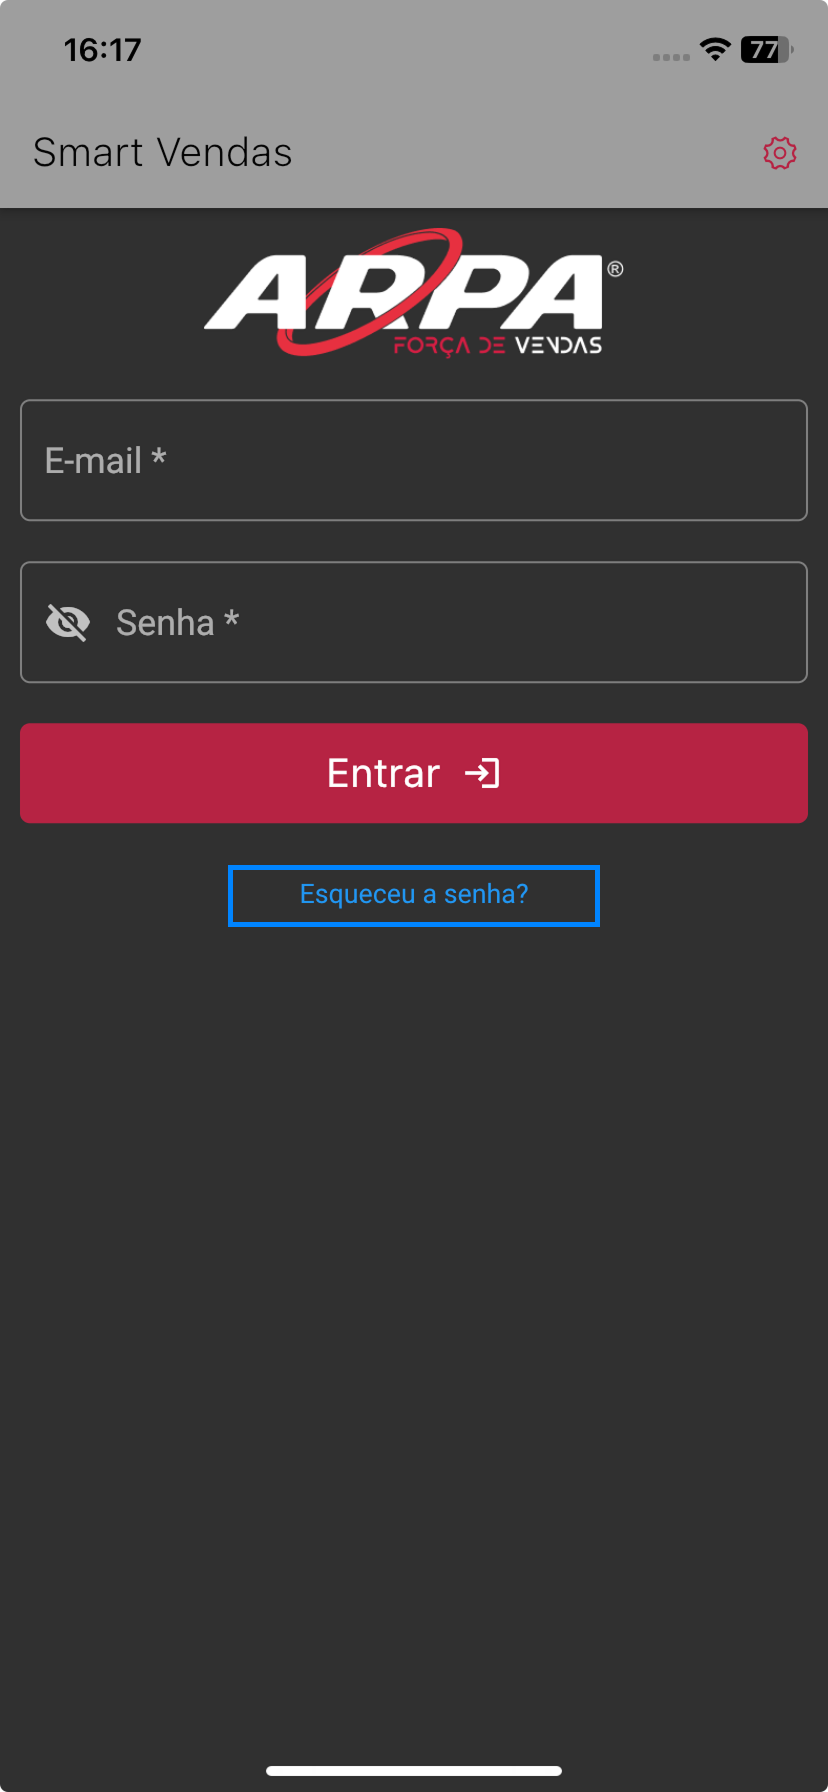 16:17
77
Smart Vendas
ARPA®
FORÇA DE VENDAS
E-mail *
Senha *
Entrar
Esqueceu a senha?